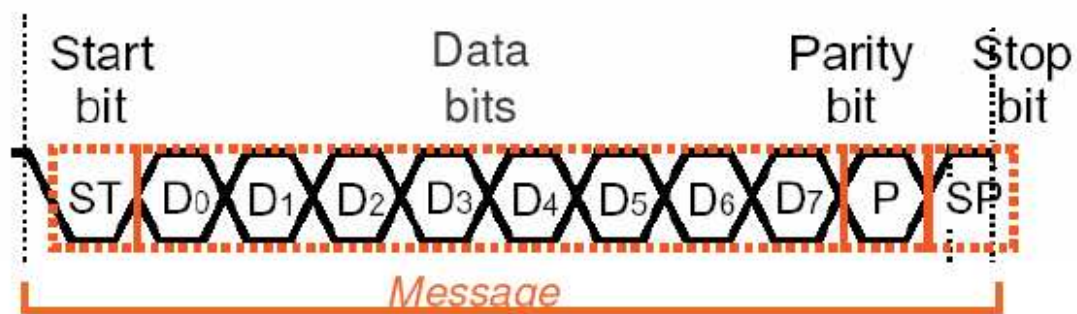 Start bit
Data bits
Parity bit
Stop bit
ST D0 D1 D2 D3 D4 D5 D6 D7 P SP
Message